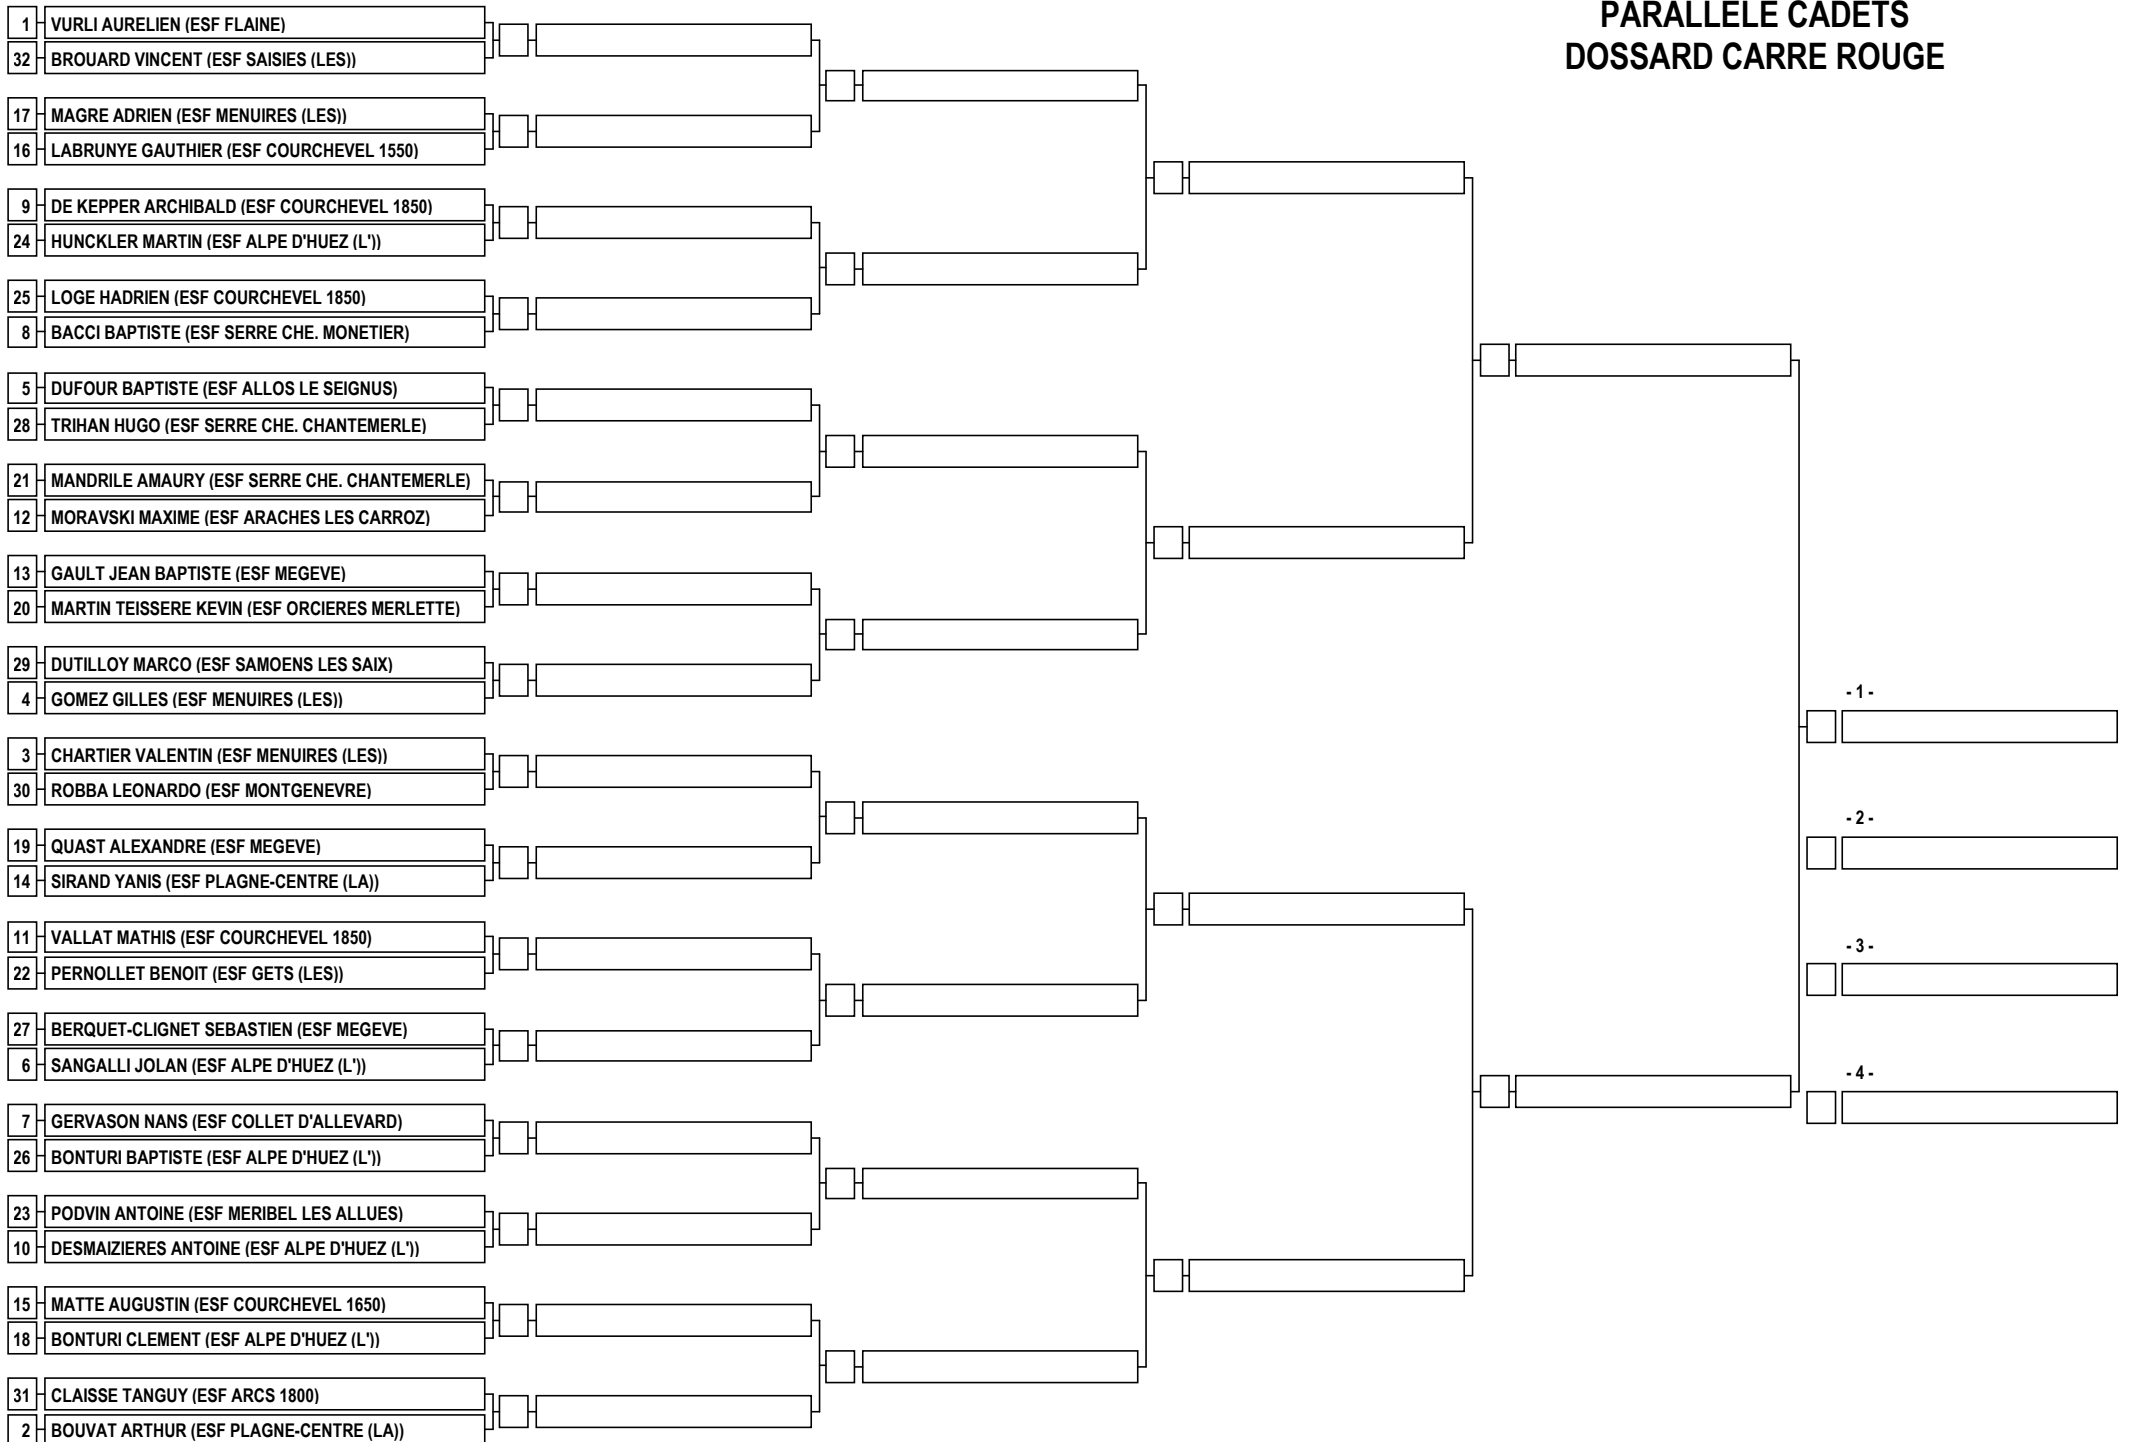 PARALLELE CADETS
DOSSARD CARRE ROUGE
1 VURLI AURELIEN (ESF FLAINE)
32 BROUARD VINCENT (ESF SAISIES (LES))
17 MAGRE ADRIEN (ESF MENUIRES (LES))
16 LABRUNYE GAUTHIER (ESF COURCHEVEL 1550)
9 DE KEPPER ARCHIBALD (ESF COURCHEVEL 1850)
24 HUNCKLER MARTIN (ESF ALPE D'HUEZ (L'))
25 LOGE HADRIEN (ESF COURCHEVEL 1850)
8 BACCI BAPTISTE (ESF SERRE CHE. MONETIER)
5 DUFOUR BAPTISTE (ESF ALLOS LE SEIGNUS)
28 TRIHAN HUGO (ESF SERRE CHE. CHANTEMERLE)
21 MANDRILE AMAURY (ESF SERRE CHE. CHANTEMERLE)
12 MORAVSKI MAXIME (ESF ARACHES LES CARROZ)
13 GAULT JEAN BAPTISTE (ESF MEGEVE)
20 MARTIN TEISSERE KEVIN (ESF ORCIERES MERLETTE)
29 DUTILLOY MARCO (ESF SAMOENS LES SAIX)
4 GOMEZ GILLES (ESF MENUIRES (LES))
3 CHARTIER VALENTIN (ESF MENUIRES (LES))
30 ROBBA LEONARDO (ESF MONTGENEVRE)
19 QUAST ALEXANDRE (ESF MEGEVE)
14 SIRAND YANIS (ESF PLAGNE-CENTRE (LA))
11 VALLAT MATHIS (ESF COURCHEVEL 1850)
22 PERNOLLET BENOIT (ESF GETS (LES))
27 BERQUET-CLIGNET SEBASTIEN (ESF MEGEVE)
6 SANGALLI JOLAN (ESF ALPE D'HUEZ (L'))
7 GERVASON NANS (ESF COLLET D'ALLEVARD)
26 BONTURI BAPTISTE (ESF ALPE D'HUEZ (L'))
23 PODVIN ANTOINE (ESF MERIBEL LES ALLUES)
10 DESMAIZIERES ANTOINE (ESF ALPE D'HUEZ (L'))
15 MATTE AUGUSTIN (ESF COURCHEVEL 1650)
18 BONTURI CLEMENT (ESF ALPE D'HUEZ (L'))
31 CLAISSE TANGUY (ESF ARCS 1800)
2 BOUVAT ARTHUR (ESF PLAGNE-CENTRE (LA))
- 1 -
- 2 -
- 3 -
- 4 -